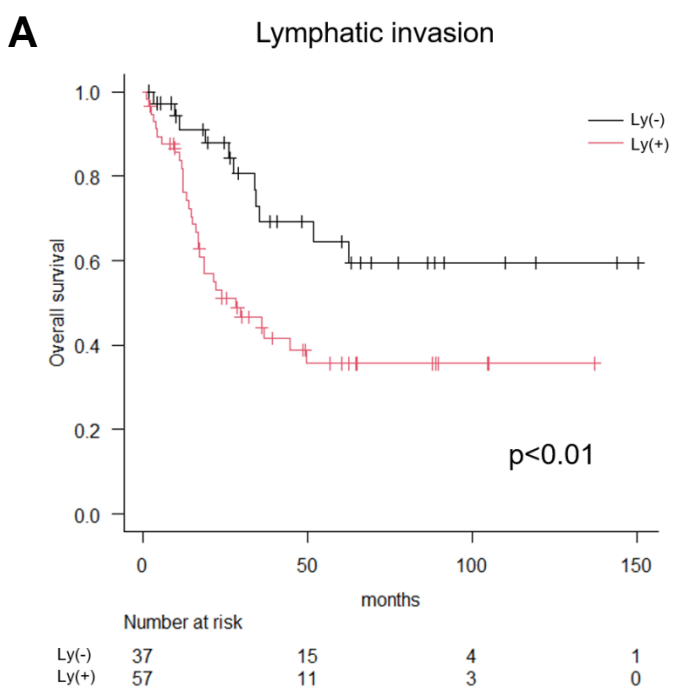 A
Lymphatic invasion
Ly(-)
Ly(+)
1.0
0.8
0.6
0.4
0.2
0.0
Overall survival
p<0.01
0 50 100 150
months
Number at risk
Ly(-) 37 15 4 1
Ly(+) 57 11 3 0